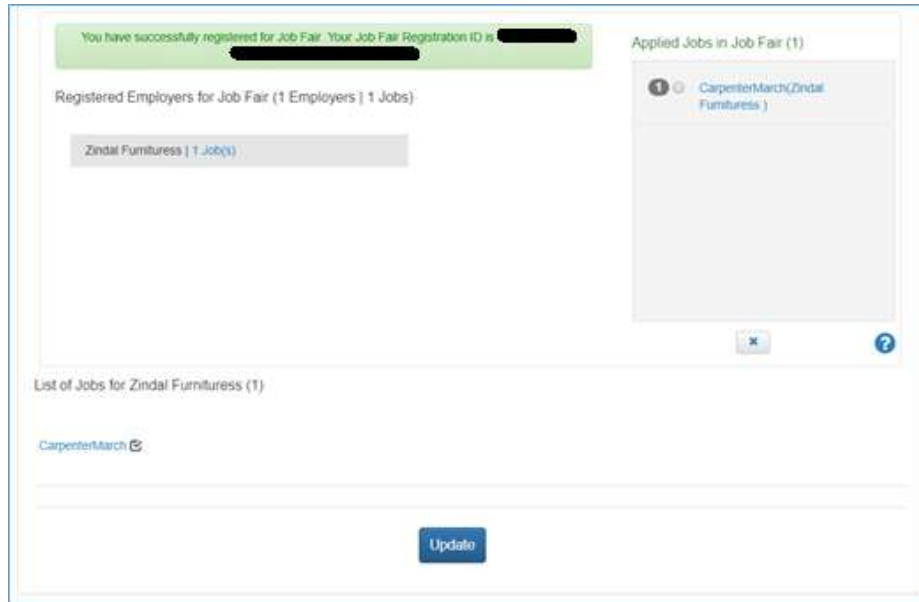 You have successfully registered for Job Fair. Your Job Fair Registration ID is
Registered Employers for Job Fair (1 Employers | 1 Jobs)
Zindal Furnituress | 1 Job(s)
Applied Jobs in Job Fair (1)
1 CarpenterMarch(Zindal
Furnituress )
List of Jobs for Zindal Furnituress (1)
CarpenterMarch
Update